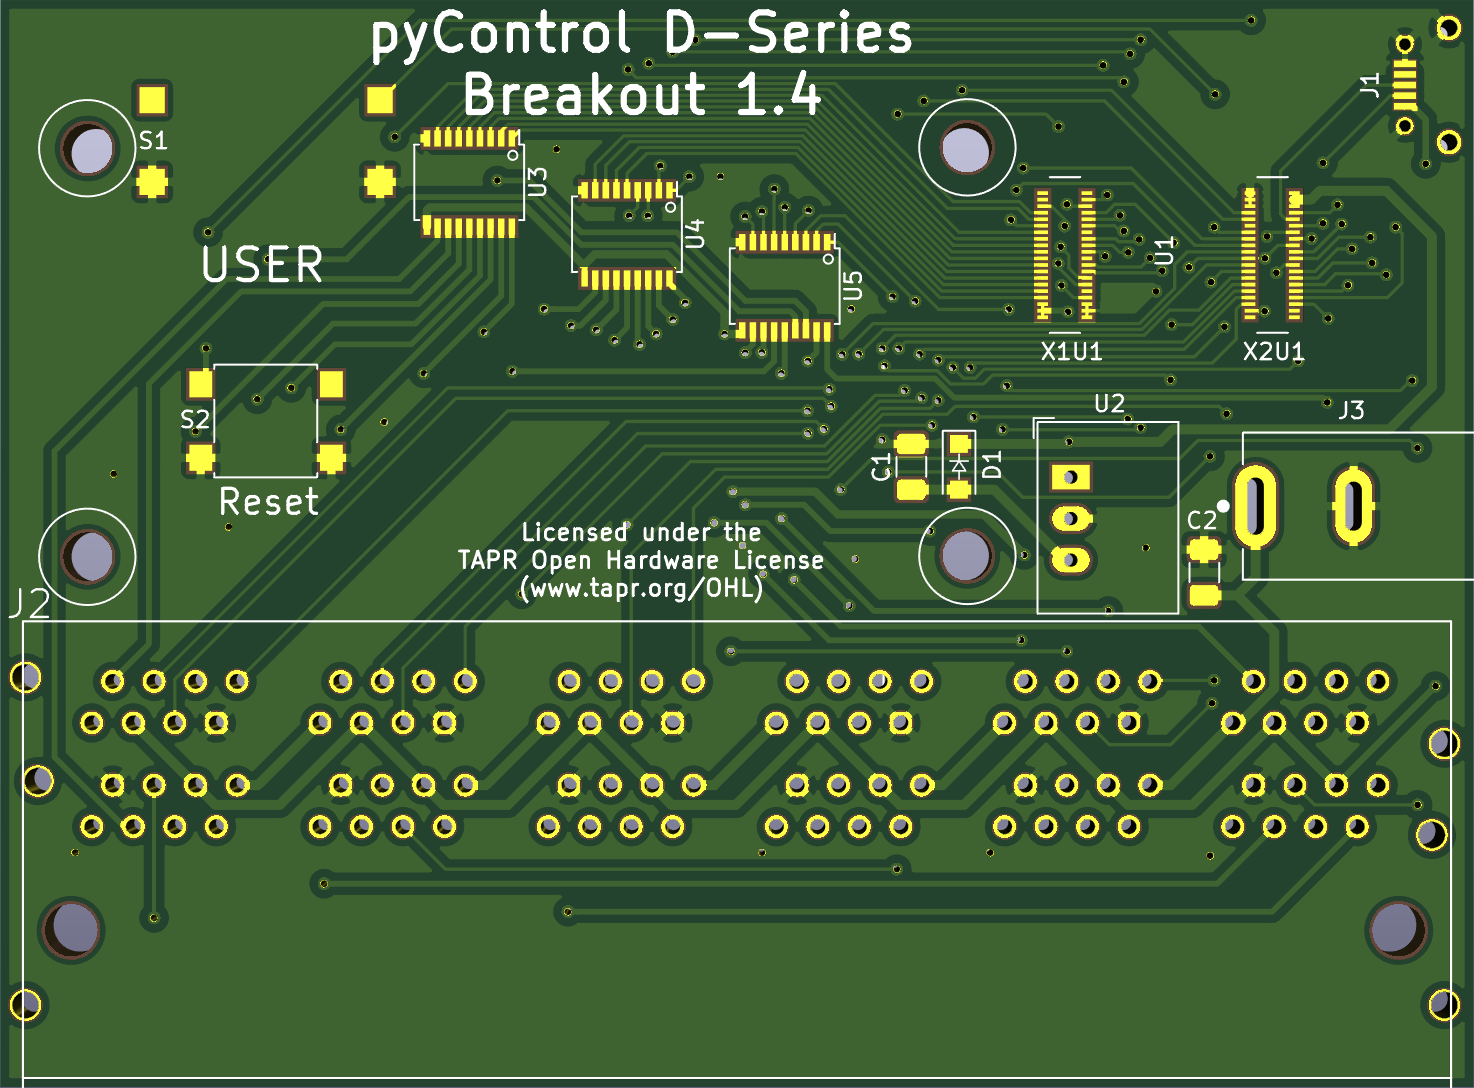 pyControl D-Series
Breakout 1.4
J1
S1
U3
U4
USER
U5
U1
X1U1
X2U1
S2
U2
J3
C1
D1
Reset
C2
Licensed under the
TAPR Open Hardware License
(www.tapr.org/OHL)
J2